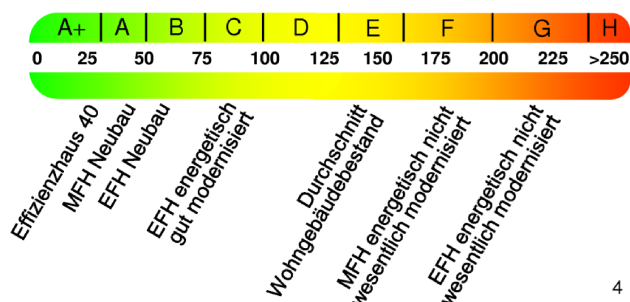 A+ A B C D E F G H
0 25 50 75 100 125 150 175 200 225 >250
Effizienzhaus 40
MFH Neubau
EFH Neubau
EFH energetisch
gut modernisiert
Durchschnitt
Wohngebäudebestand
MFH energetisch nicht
wesentlich modernisiert
EFH energetisch nicht
wesentlich modernisiert
4